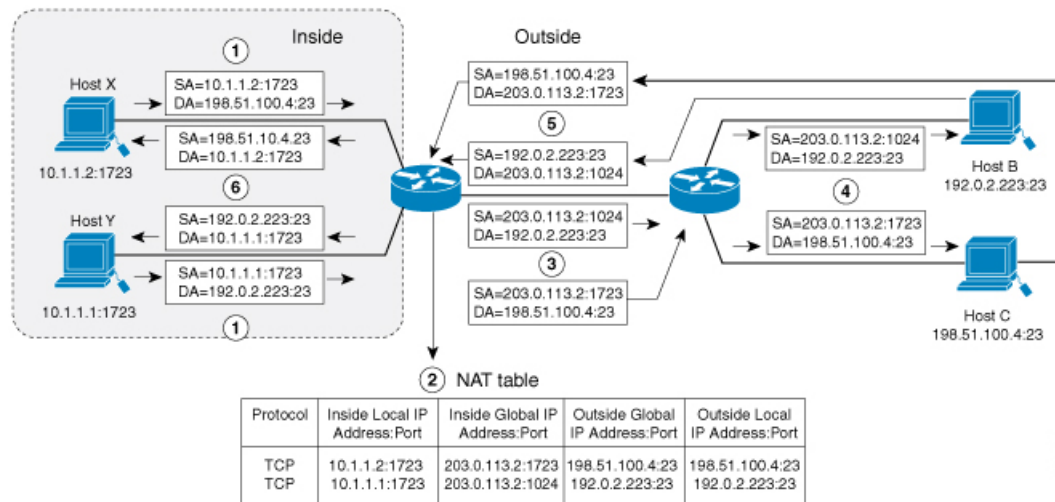 Inside
Outside
1
Host X
SA=10.1.1.2:1723
DA=198.51.100.4:23
SA=198.51.10.4.23
DA=10.1.1.2:1723
10.1.1.2:1723
6
Host Y
SA=192.0.2.223:23
DA=10.1.1.1:1723
SA=10.1.1.1:1723
DA=192.0.2.223:23
10.1.1.1:1723
1
SA=198.51.100.4:23
DA=203.0.113.2:1723
5
SA=192.0.2.223:23
DA=203.0.113.2:1024
SA=203.0.113.2:1024
DA=192.0.2.223:23
3
SA=203.0.113.2:1723
DA=198.51.100.4:23
SA=203.0.113.2:1024
DA=192.0.2.223:23
4
SA=203.0.113.2:1723
DA=198.51.100.4:23
Host B
192.0.2.223:23
Host C
198.51.100.4:23
2 NAT table
Protocol
Inside Local IP
Address:Port
Inside Global IP
Address:Port
Outside Global
IP Address:Port
Outside Local
IP Address:Port
TCP 10.1.1.2:1723 203.0.113.2:1723 198.51.100.4:23 198.51.100.4:23
TCP 10.1.1.1:1723 203.0.113.2:1024 192.0.2.223:23 192.0.2.223:23